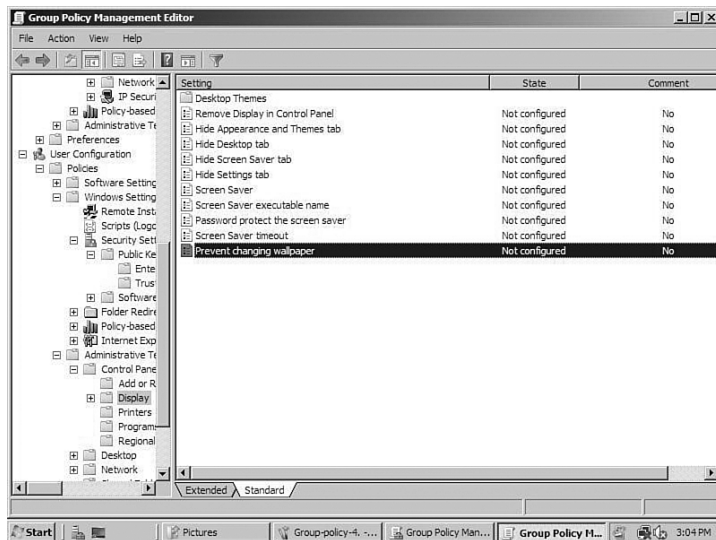 Group Policy Management Editor
File Action View Help
Network
IP Securi
Policy-based
Administrative Te
Preferences
User Configuration
Policies
Software Setting
Windows Setting
Remote Inst
Scripts (Logo
Security Sett
Public Ke
Ente
Trus
Software
Folder Redire
Policy-based
Internet Exp
Administrative Te
Control Pane
Add or R
Display
Printers
Programs
Regional
Desktop
Network
Setting State Comment
Desktop Themes
Remove Display in Control Panel Not configured No
Hide Appearance and Themes tab Not configured No
Hide Desktop tab Not configured No
Hide Screen Saver tab Not configured No
Hide Settings tab Not configured No
Screen Saver Not configured No
Screen Saver executable name Not configured No
Password protect the screen saver Not configured No
Screen Saver timeout Not configured No
Prevent changing wallpaper Not configured No
Extended Standard
Start Pictures Group-policy-4. -... Group Policy Man... Group Policy M... 3:04 PM